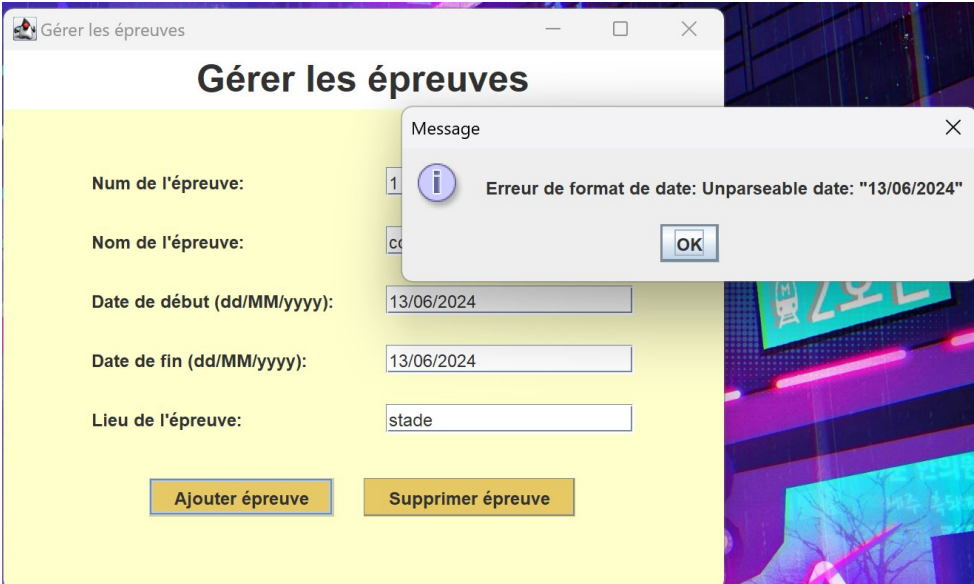 Gérer les épreuves
Gérer les épreuves
Message
Erreur de format de date: Unparseable date: "13/06/2024"
OK
Num de l'épreuve:
1
Nom de l'épreuve:
Date de début (dd/MM/yyyy):
13/06/2024
Date de fin (dd/MM/yyyy):
13/06/2024
Lieu de l'épreuve:
stade
Ajouter épreuve
Supprimer épreuve